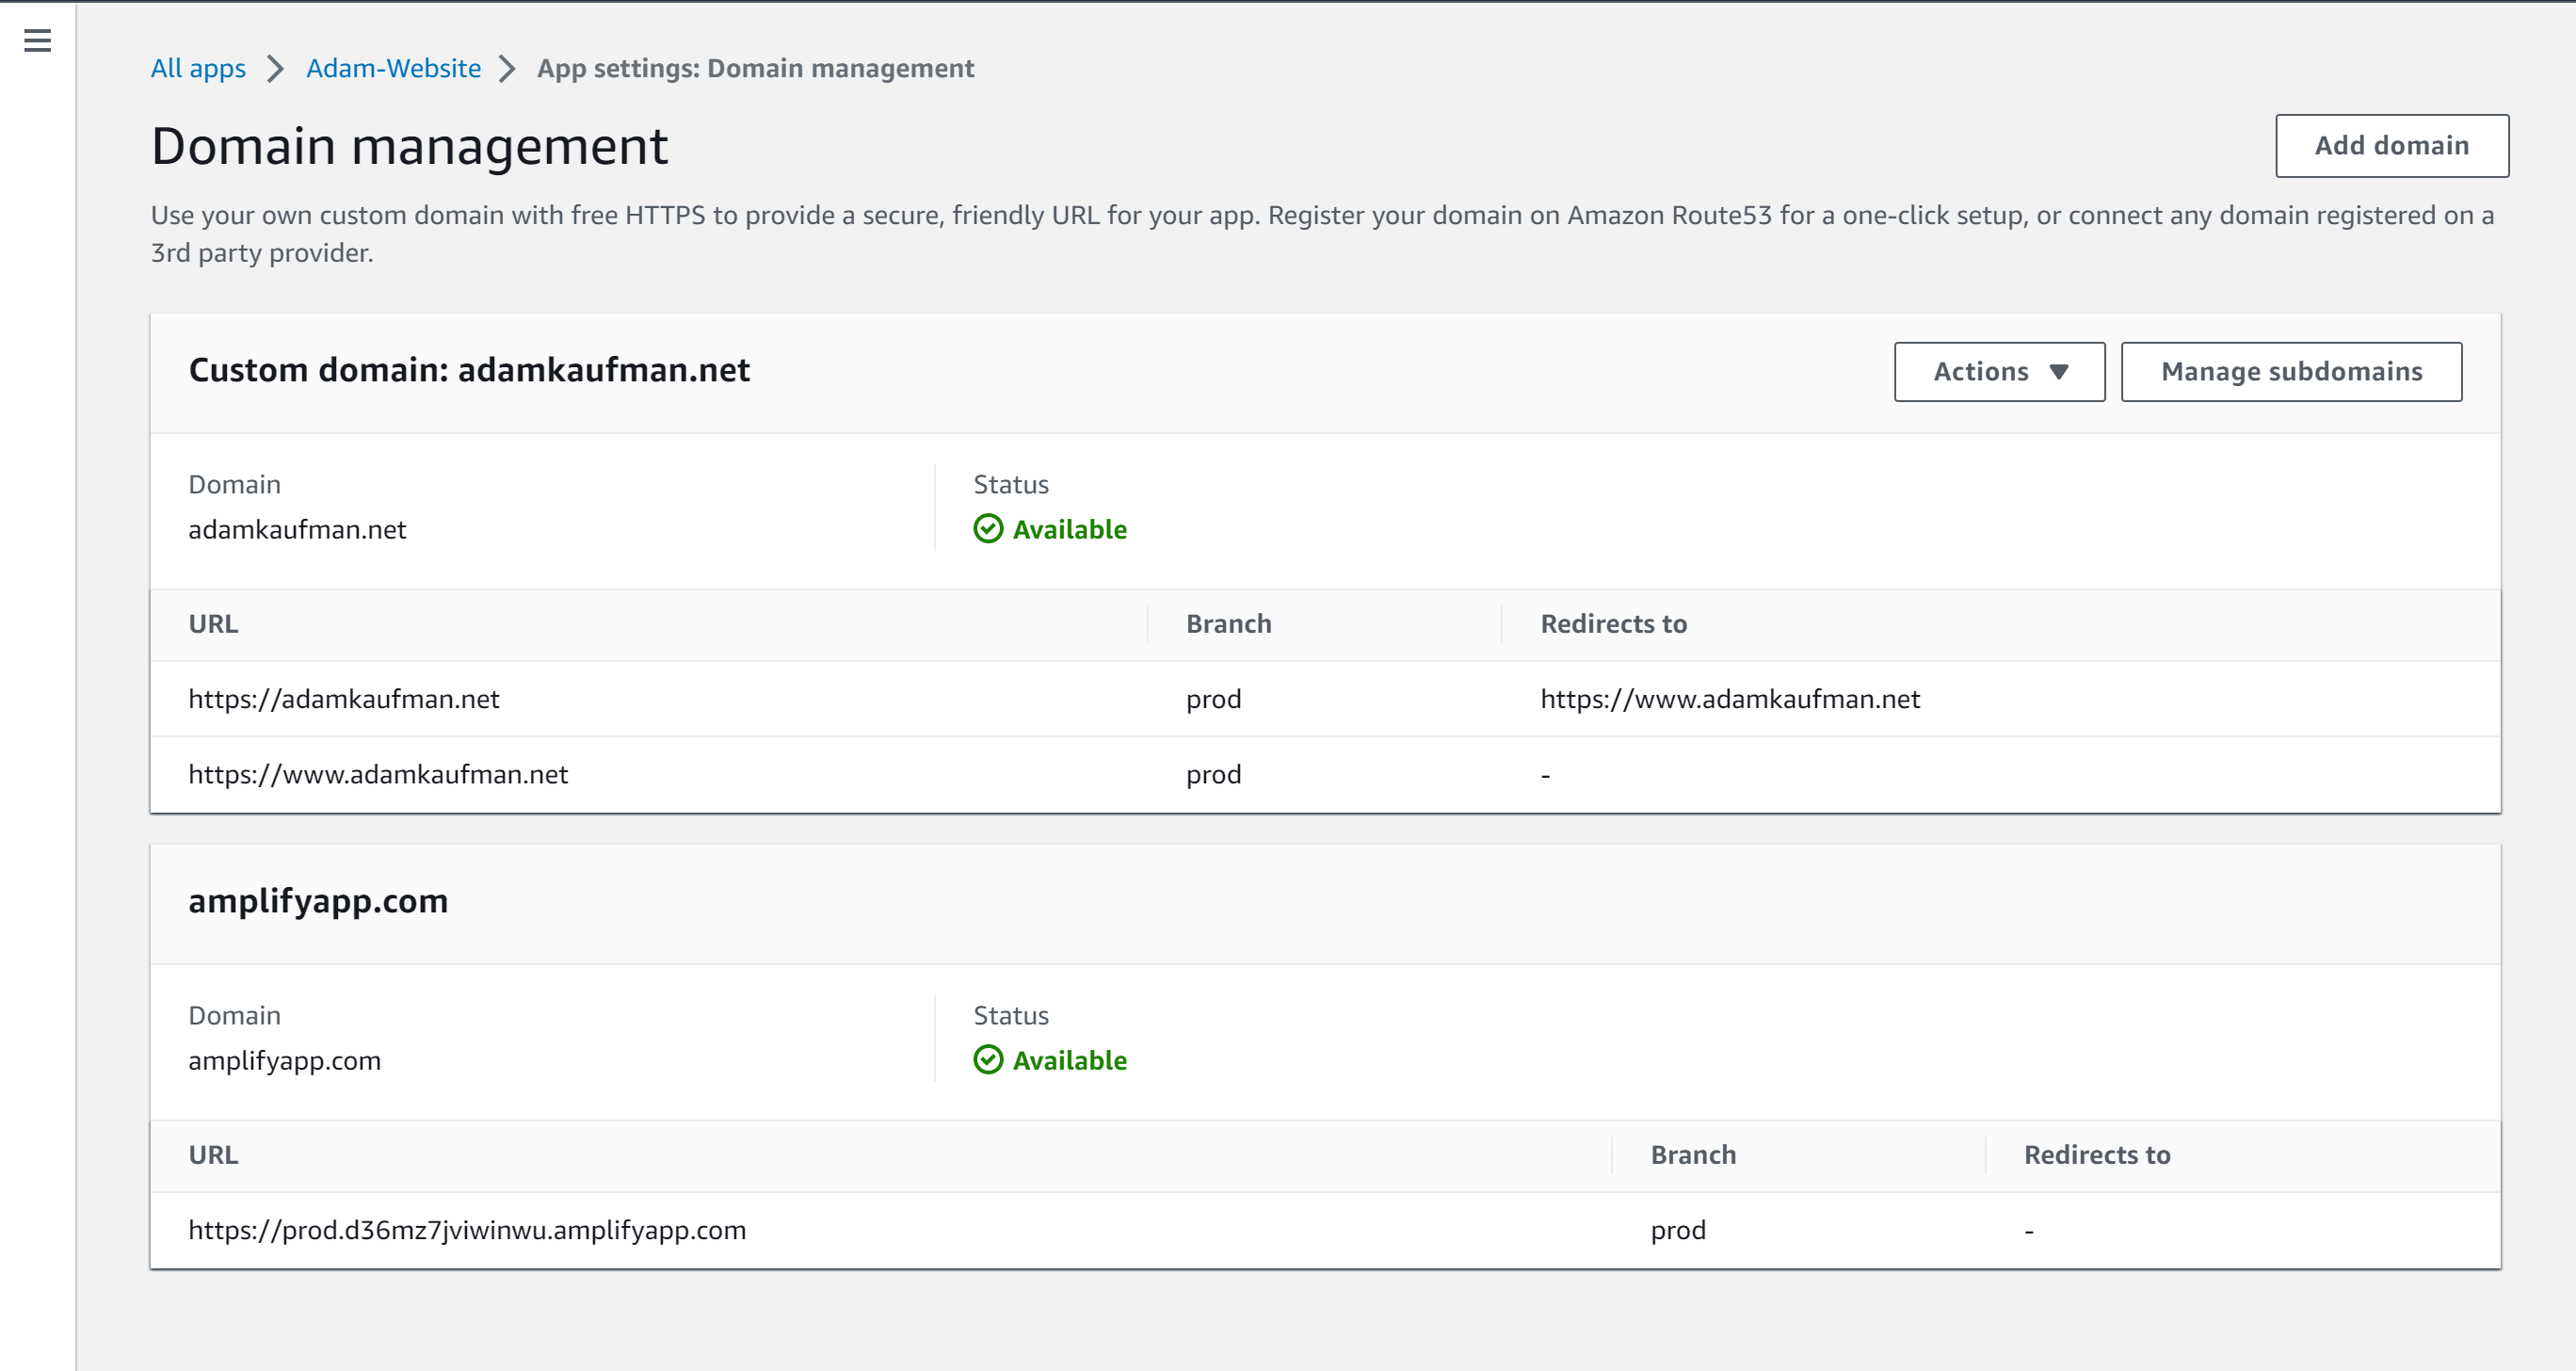 All apps > Adam-Website > App settings: Domain management
Domain management
Add domain
Use your own custom domain with free HTTPS to provide a secure, friendly URL for your app. Register your domain on Amazon Route53 for a one-click setup, or connect any domain registered on a
3rd party provider.
Custom domain: adamkaufman.net
Actions
Manage subdomains
Domain
adamkaufman.net
Status
Available
URL Branch Redirects to
https://adamkaufman.net prod https://www.adamkaufman.net
https://www.adamkaufman.net prod -
amplifyapp.com
Domain
amplifyapp.com
Status
Available
URL Branch Redirects to
https://prod.d36mz7jviwinwu.amplifyapp.com prod -